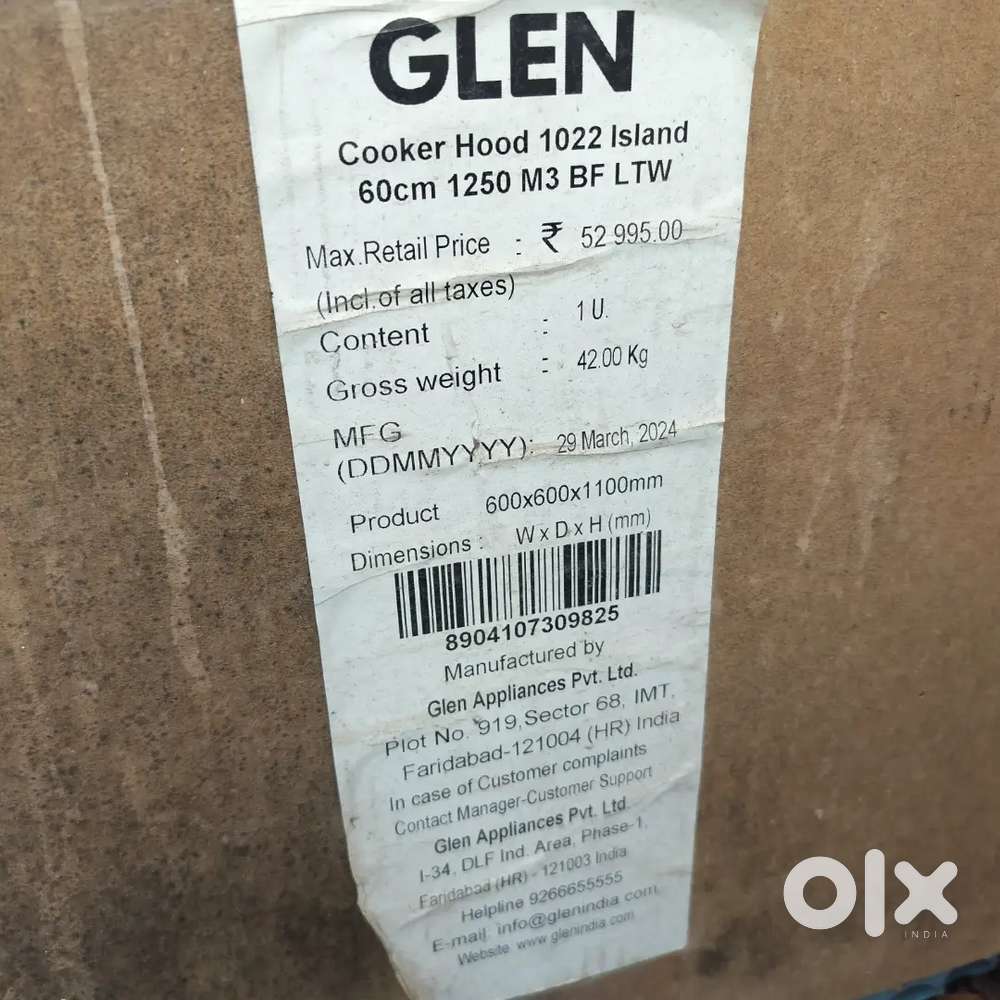 GLEN
Cooker Hood 1022 Island
60cm 1250 M3 BF LTW
Max.Retail Price : ₹ 52 995.00
(Incl.of all taxes)
Content : 1 U.
Gross weight : 42.00 Kg
MFG
(DDMMYYYY): 29 March, 2024
Product 600x600x1100mm
Dimensions : W x D x H (mm)
8904107309825
Manufactured by
Glen Appliances Pvt. Ltd.
Plot No. 919,Sector 68, IMT,
Faridabad-121004 (HR) India
In case of Customer complaints
Contact Manager-Customer Support
Glen Appliances Pvt. Ltd.
I-34, DLF Ind. Area, Phase-1,
Faridabad (HR) - 121003 India
Helpline 9266655555
E-mail info@glenindia.com
Website www.glenindia.com
olx
INDIA